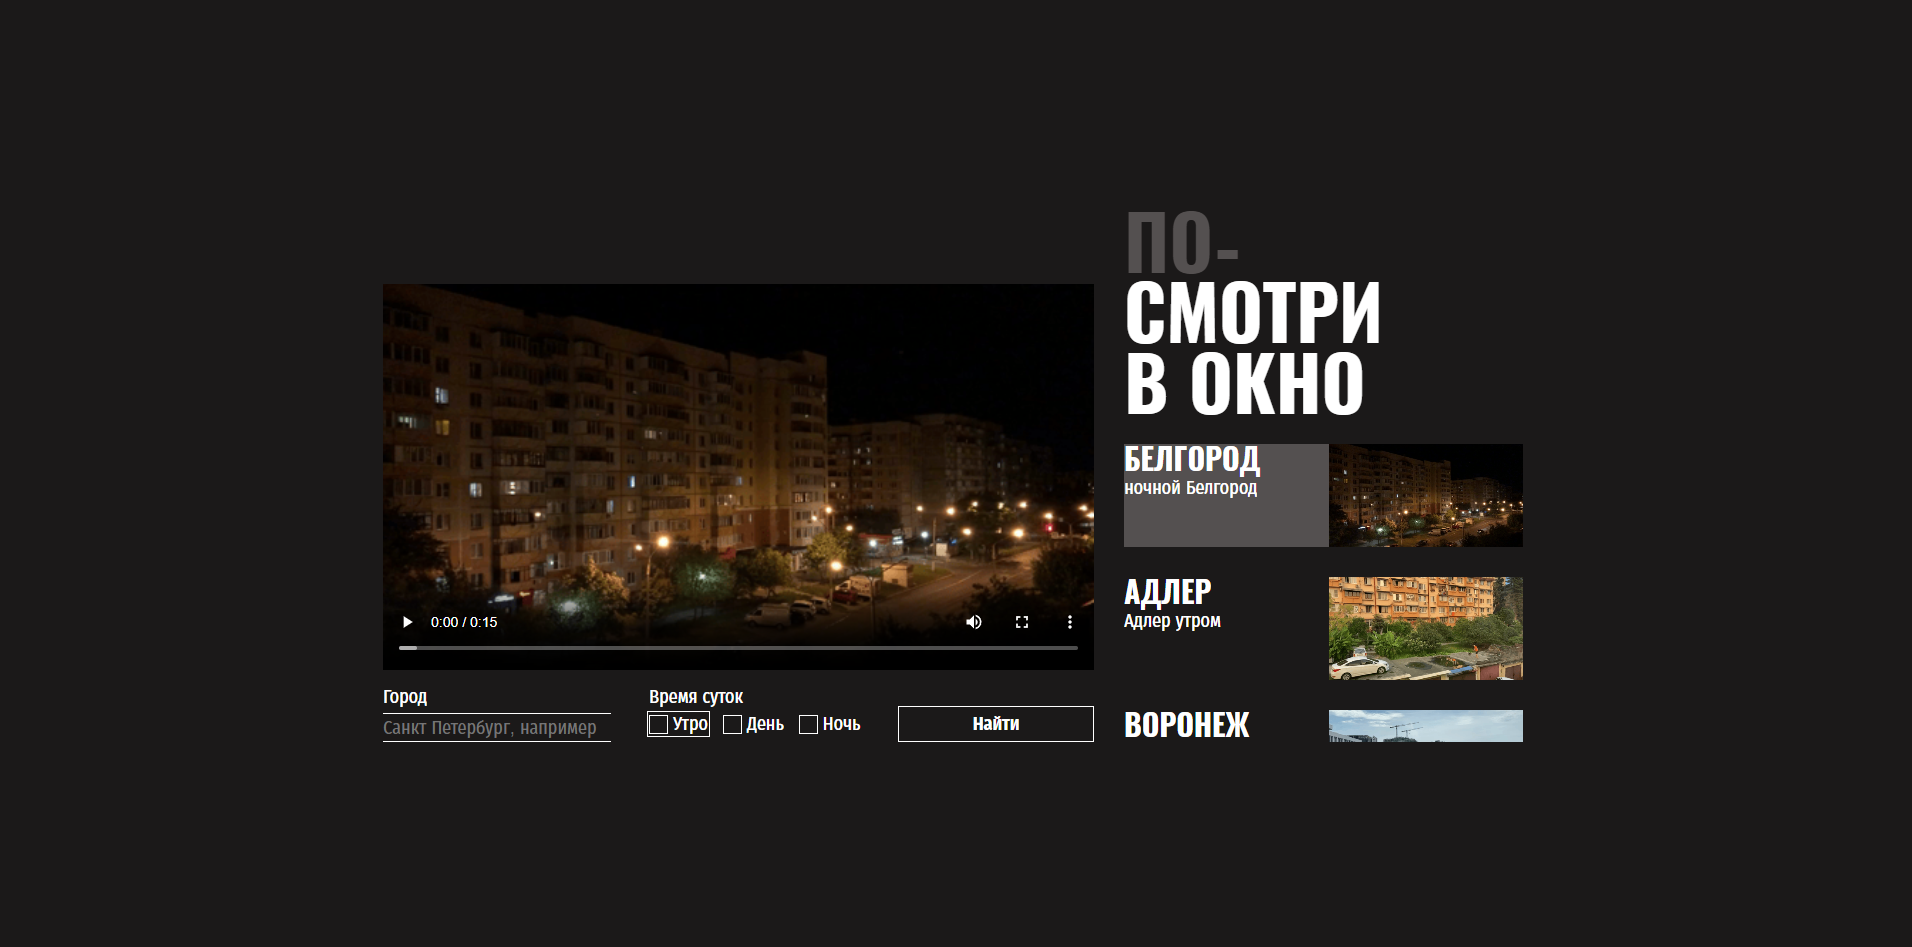 ПО-
СМОТРИ
В ОКНО
0:00 / 0:15
Город
Санкт Петербург, например
Время суток
Утро
День
Ночь
Найти
БЕЛГОРОД
ночной Белгород
АДЛЕР
Адлер утром
ВОРОНЕЖ